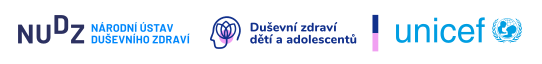 NUDZ NÁRODNÍ ÚSTAV
DUŠEVNÍHO ZDRAVÍ
Duševní zdraví
dětí a adolescentů
unicef